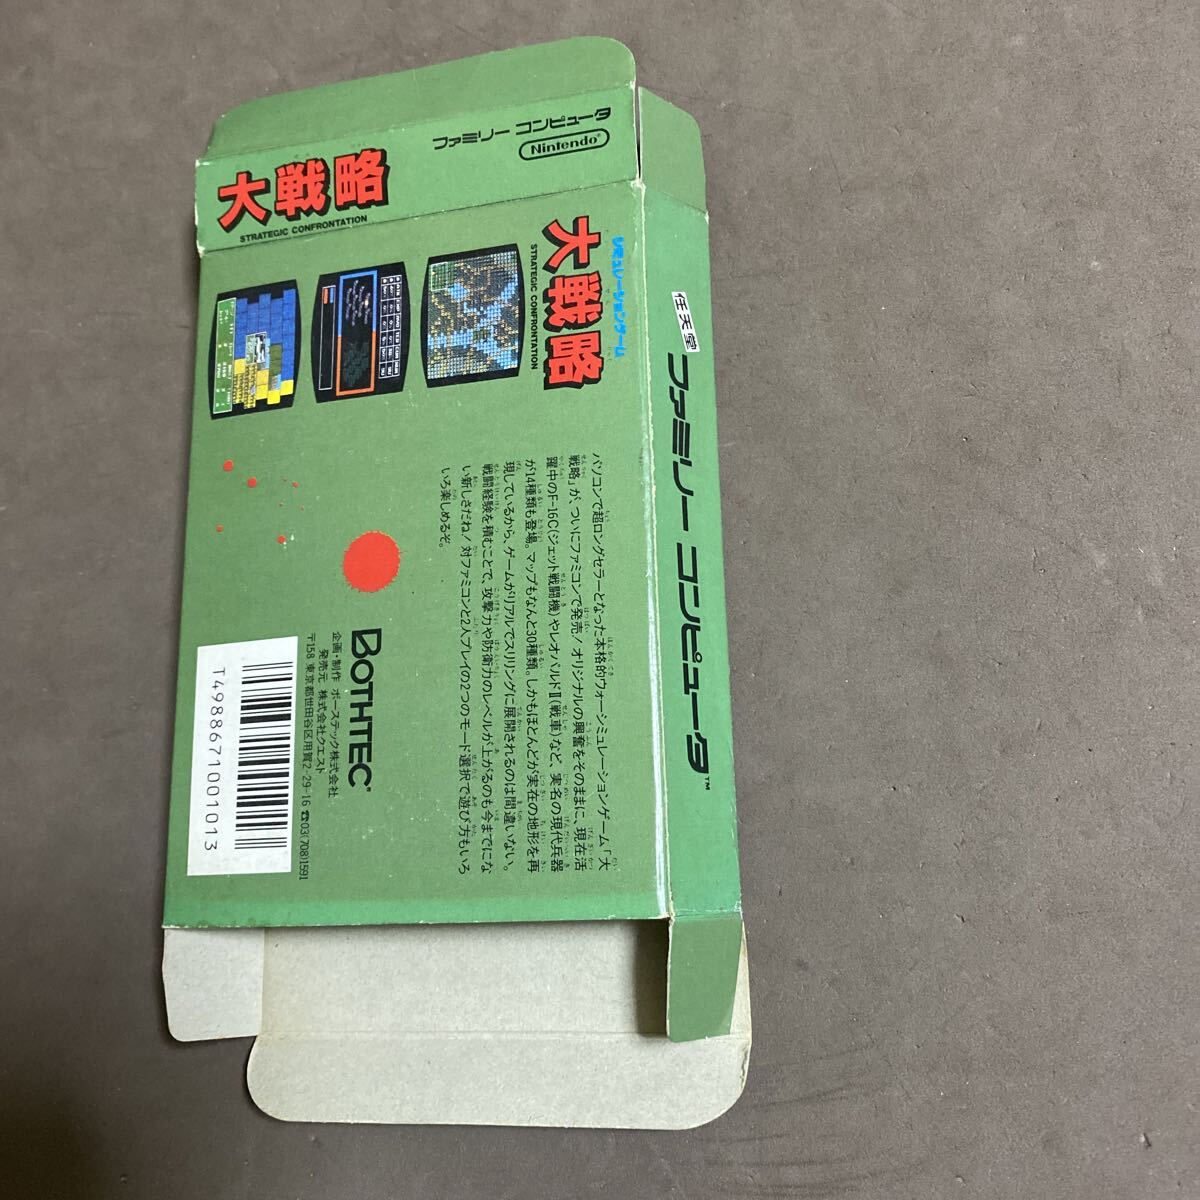 ファミリー コンピュータ
Nintendo®
大戦略
STRATEGIC CONFRONTATION
シミュレーションゲーム
大戦略
STRATEGIC CONFRONTATION
パソコンで超ロングセラーとなった本格的ウォーシミュレーションゲーム「大
戦略」が、ついにファミコンで発売！オリジナルの興奮をそのままに、現在活
躍中のF-16C(ジェット戦闘機)やレオパルドⅡ(戦車)など、実名の現代兵器
が14種類も登場。マップもなんと30種類。しかもほとんどが実在の地形を再
現しているから、ゲームがリアルでスリリングに展開されるのは間違いない。
戦闘経験を積むことで、攻撃力や防衛力のレベルが上がるのも今までにな
い新しさだね！対ファミコンと2人プレイの2つのモード選択で遊び方もいろ
いろ楽しめるぞ。
BOTHTEC®
企画・制作 ボーステック株式会社
発売元 株式会社クエスト
〒158 東京都世田谷区用賀2-29-16 ☎03(708)1591
T4988671001013
任天堂
ファミリー コンピュータ™